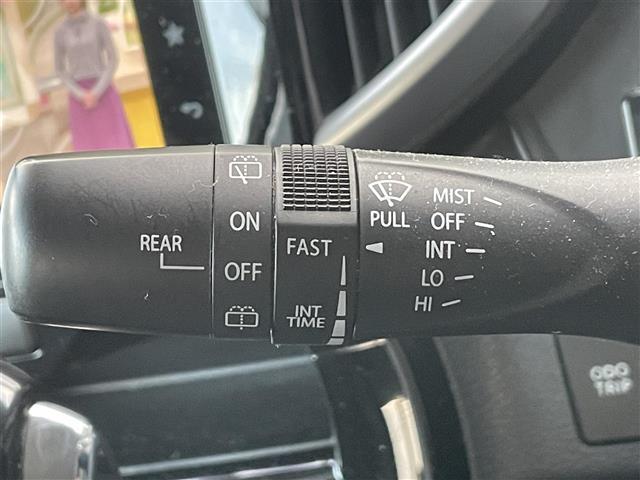 REAR
ON
OFF
FAST
INT
TIME
PULL
MIST
OFF
INT
LO
HI
ODO
TRIP